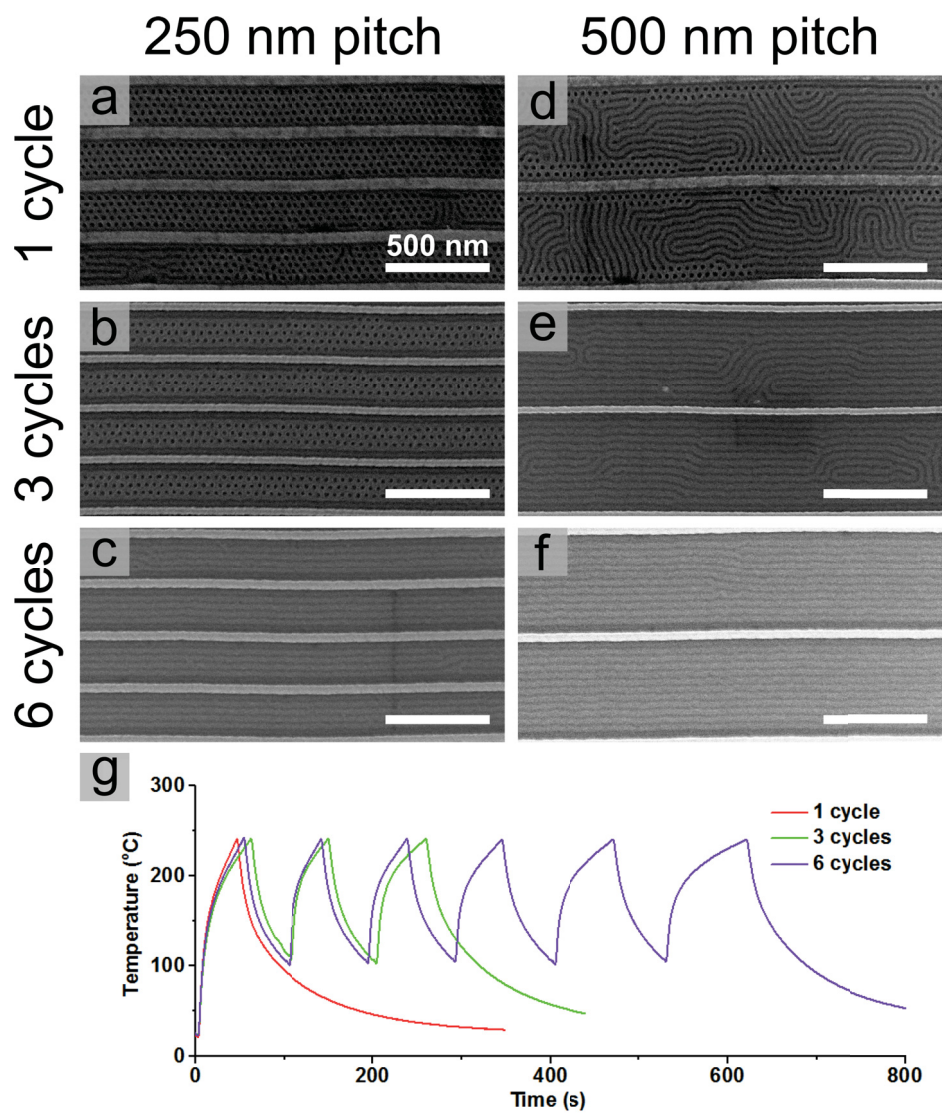 250 nm pitch
500 nm pitch
1 cycle
a
500 nm
d
3 cycles
b
e
6 cycles
c
f
g
300
200
100
0
Temperature (°C)
1 cycle
3 cycles
6 cycles
0
200
400
600
800
Time (s)